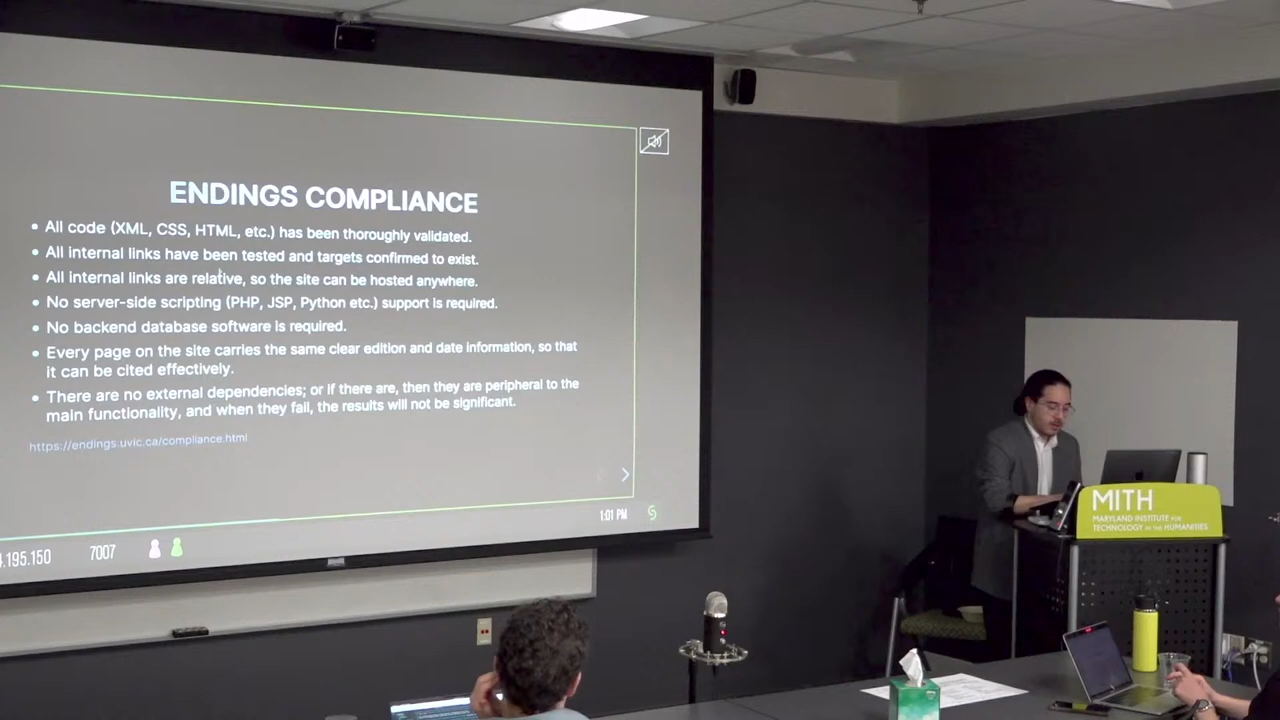 ENDINGS COMPLIANCE
• All code (XML, CSS, HTML, etc.) has been thoroughly validated.
• All internal links have been tested and targets confirmed to exist.
• All internal links are relative, so the site can be hosted anywhere.
• No server-side scripting (PHP, JSP, Python etc.) support is required.
• No backend database software is required.
• Every page on the site carries the same clear edition and date information, so that
it can be cited effectively.
• There are no external dependencies; or if there are, then they are peripheral to the
main functionality, and when they fail, the results will not be significant.
https://endings.uvic.ca/compliance.html
1:01 PM
.195.150
7007
MITH
MARYLAND INSTITUTE FOR
TECHNOLOGY IN THE HUMANITIES